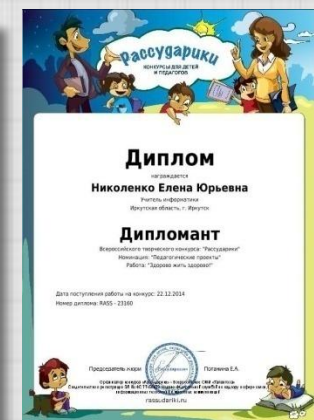 Рассударики
КОНКУРСЫ ДЛЯ ДЕТЕЙ
И ПЕДАГОГОВ
Диплом
награждается
Николенко Елена Юрьевна
Учитель информатики
Иркутская область, г. Иркутск
Дипломант
Всероссийского творческого конкурса: "Рассударики"
Номинация: "Педагогические проекты"
Работа: "Здорово жить здорово!"
Дата поступления работы на конкурс: 22.12.2014
Номер диплома: RASS - 23160
Председатель жюри
Потанина Е.А.
rassudariki.ru